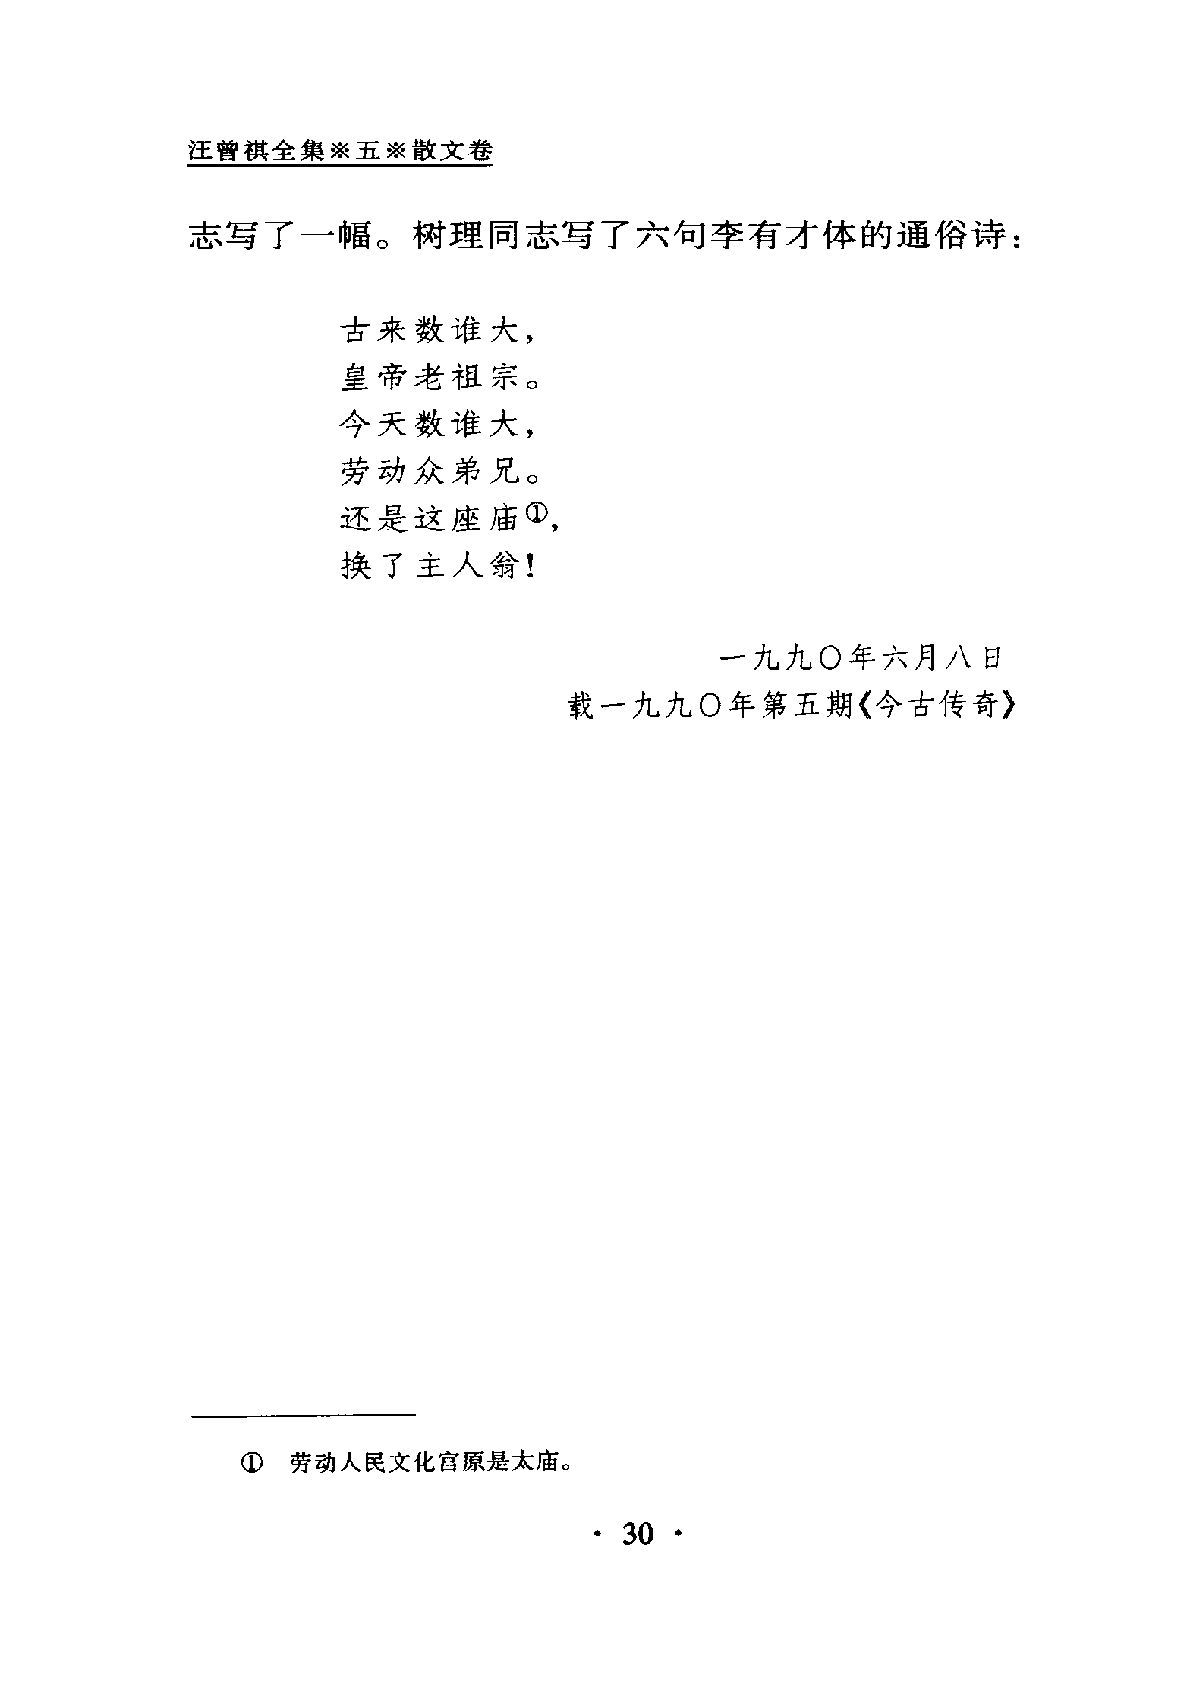 汪曾祺全集※五※散文卷
志写了一幅。树理同志写了六句李有才体的通俗诗：
古来数谁大，
皇帝老祖宗。
今天数谁大，
劳动众弟兄。
还是这座庙①，
换了主人翁！
一九九〇年六月八日
载一九九〇年第五期《今古传奇》
① 劳动人民文化宫原是太庙。
· 30 ·